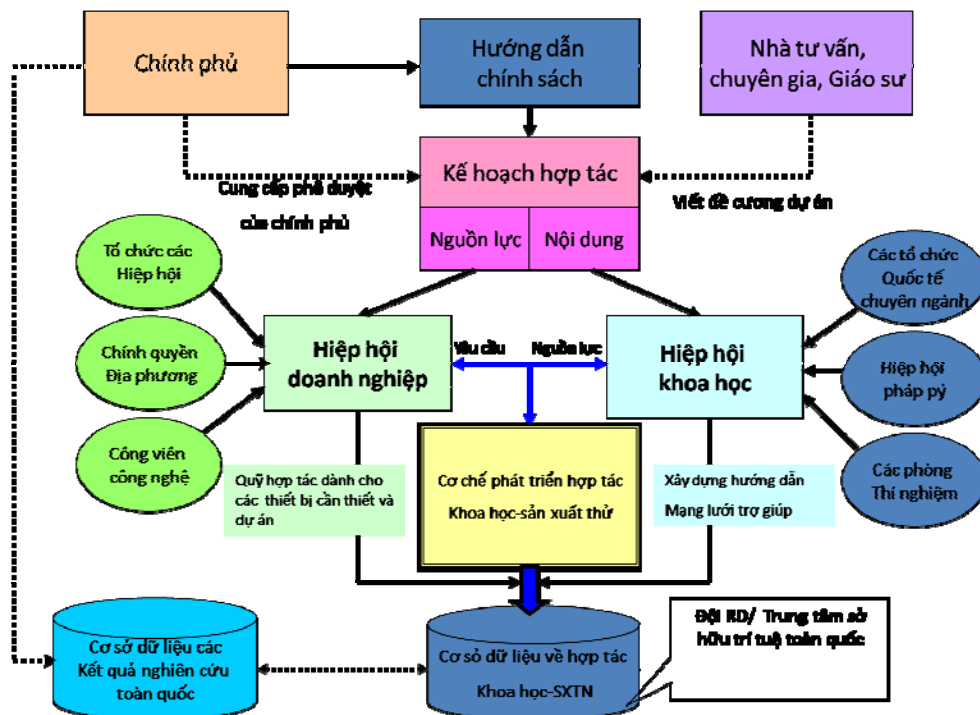 Chính phủ
Hướng dẫn
chính sách
Nhà tư vấn,
chuyên gia, Giáo sư
Kế hoạch hợp tác
Cung cấp phê duyệt
của chính phủ
Viết đề cương dự án
Nguồn lực
Nội dung
Tổ chức các
Hiệp hội
Các tổ chức
Quốc tế
chuyên ngành
Hiệp hội
doanh nghiệp
Yêu cầu
Nguồn lực
Hiệp hội
khoa học
Chính quyền
Địa phương
Hiệp hội
pháp pý
Công viên
công nghệ
Các phòng
Thí nghiệm
Quỹ hợp tác dành cho
các thiết bị cần thiết và
dự án
Cơ chế phát triển hợp tác
Khoa học-sản xuất thử
Xây dựng hướng dẫn
Mạng lưới trợ giúp
Đội RD/ Trung tâm sở
hữu trí tuệ toàn quốc
Cơ sở dữ liệu các
Kết quả nghiên cứu
toàn quốc
Cơ sỏ dữ liệu về hợp tác
Khoa học-SXTN